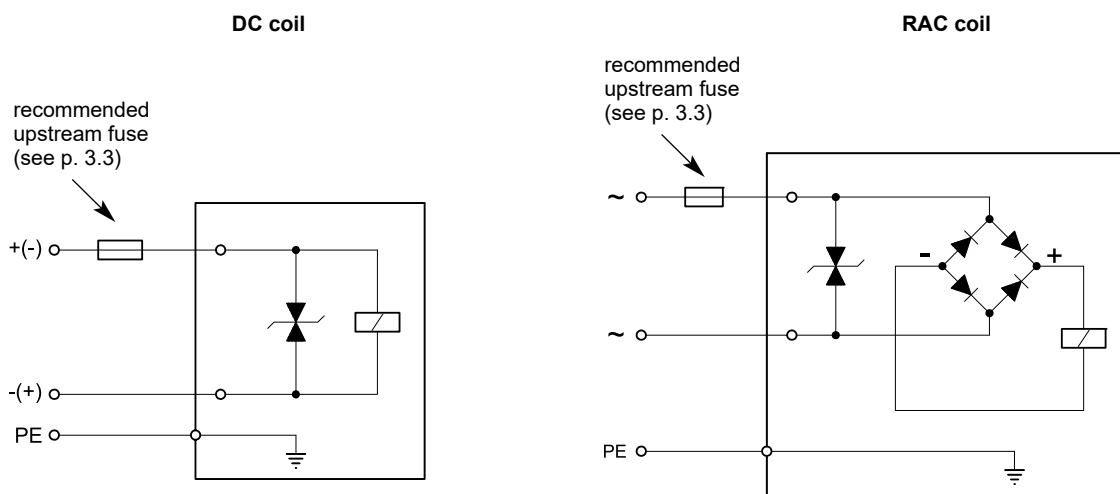 DC coil
recommended
upstream fuse
(see p. 3.3)
+(-)
-(+)
PE
RAC coil
recommended
upstream fuse
(see p. 3.3)
~
- +
~
PE